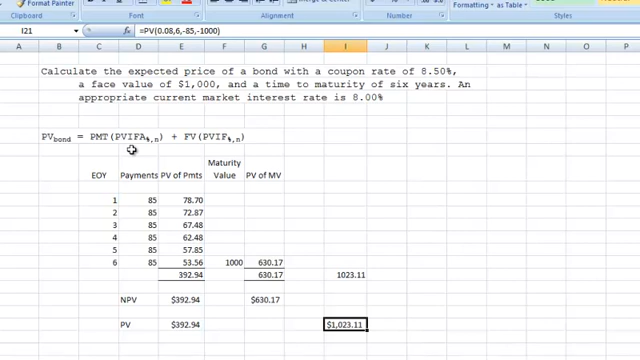 Format Painter
Merge & Center
Formatting
as Table
Styles
I21
fx
=PV(0.08,6,-85,-1000)
A B C D E F G H I J K L M
Calculate the expected price of a bond with a coupon rate of 8.50%,
a face value of $1,000, and a time to maturity of six years. An
appropriate current market interest rate is 8.00%
PVbond = PMT(PVIFA%,n) + FV(PVIF%,n)
Maturity
EOY Payments PV of Pmts Value PV of MV
1 85 78.70
2 85 72.87
3 85 67.48
4 85 62.48
5 85 57.85
6 85 53.56 1000 630.17
392.94 630.17 1023.11
NPV $392.94 $630.17
PV $392.94 $1,023.11